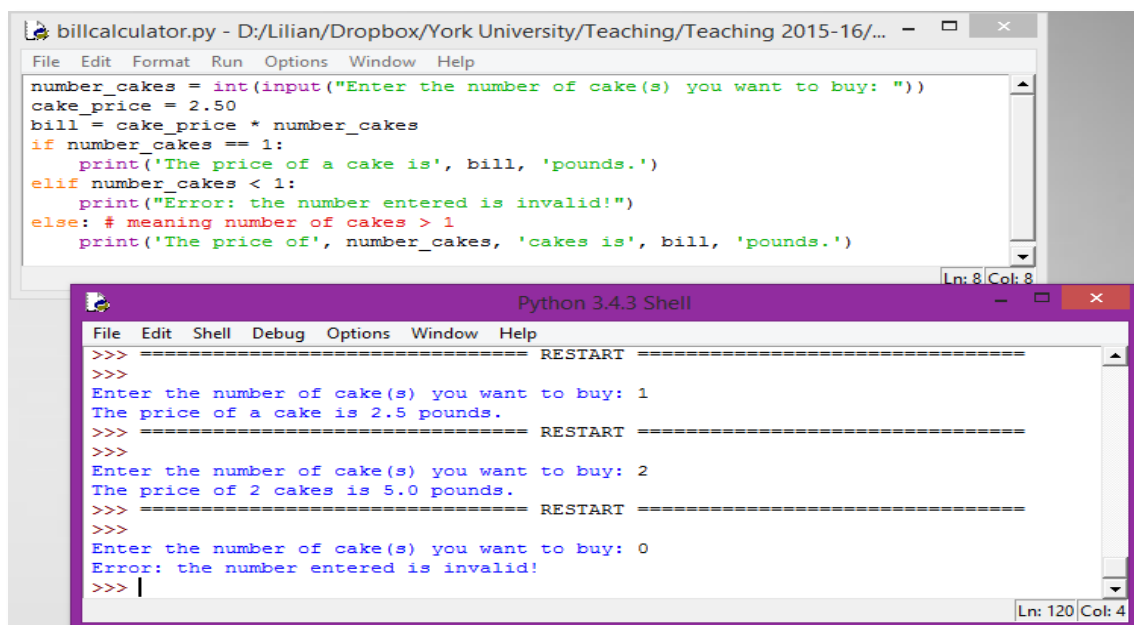 billcalculator.py - D:/Lilian/Dropbox/York University/Teaching/Teaching 2015-16/...
File Edit Format Run Options Window Help
number_cakes = int(input("Enter the number of cake(s) you want to buy: "))
cake_price = 2.50
bill = cake_price * number_cakes
if number_cakes == 1:
    print('The price of a cake is', bill, 'pounds.')
elif number_cakes < 1:
    print("Error: the number entered is invalid!")
else: # meaning number of cakes > 1
    print('The price of', number_cakes, 'cakes is', bill, 'pounds.')
Ln: 8 Col: 8
Python 3.4.3 Shell
File Edit Shell Debug Options Window Help
>>> ================================ RESTART ================================
>>>
Enter the number of cake(s) you want to buy: 1
The price of a cake is 2.5 pounds.
>>> ================================ RESTART ================================
>>>
Enter the number of cake(s) you want to buy: 2
The price of 2 cakes is 5.0 pounds.
>>> ================================ RESTART ================================
>>>
Enter the number of cake(s) you want to buy: 0
Error: the number entered is invalid!
>>>
Ln: 120 Col: 4